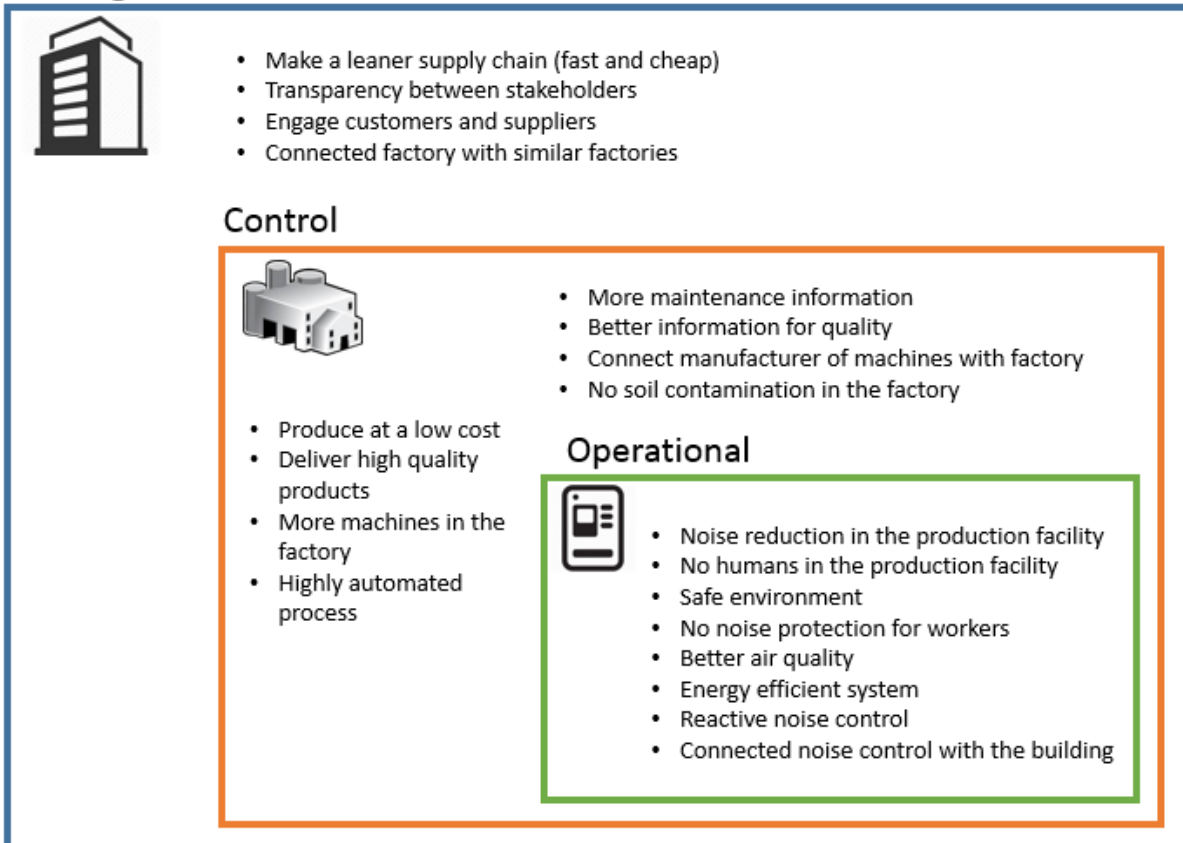 • Make a leaner supply chain (fast and cheap)
• Transparency between stakeholders
• Engage customers and suppliers
• Connected factory with similar factories
Control
• More maintenance information
• Better information for quality
• Connect manufacturer of machines with factory
• No soil contamination in the factory
• Produce at a low cost
• Deliver high quality
products
• More machines in the
factory
• Highly automated
process
Operational
• Noise reduction in the production facility
• No humans in the production facility
• Safe environment
• No noise protection for workers
• Better air quality
• Energy efficient system
• Reactive noise control
• Connected noise control with the building